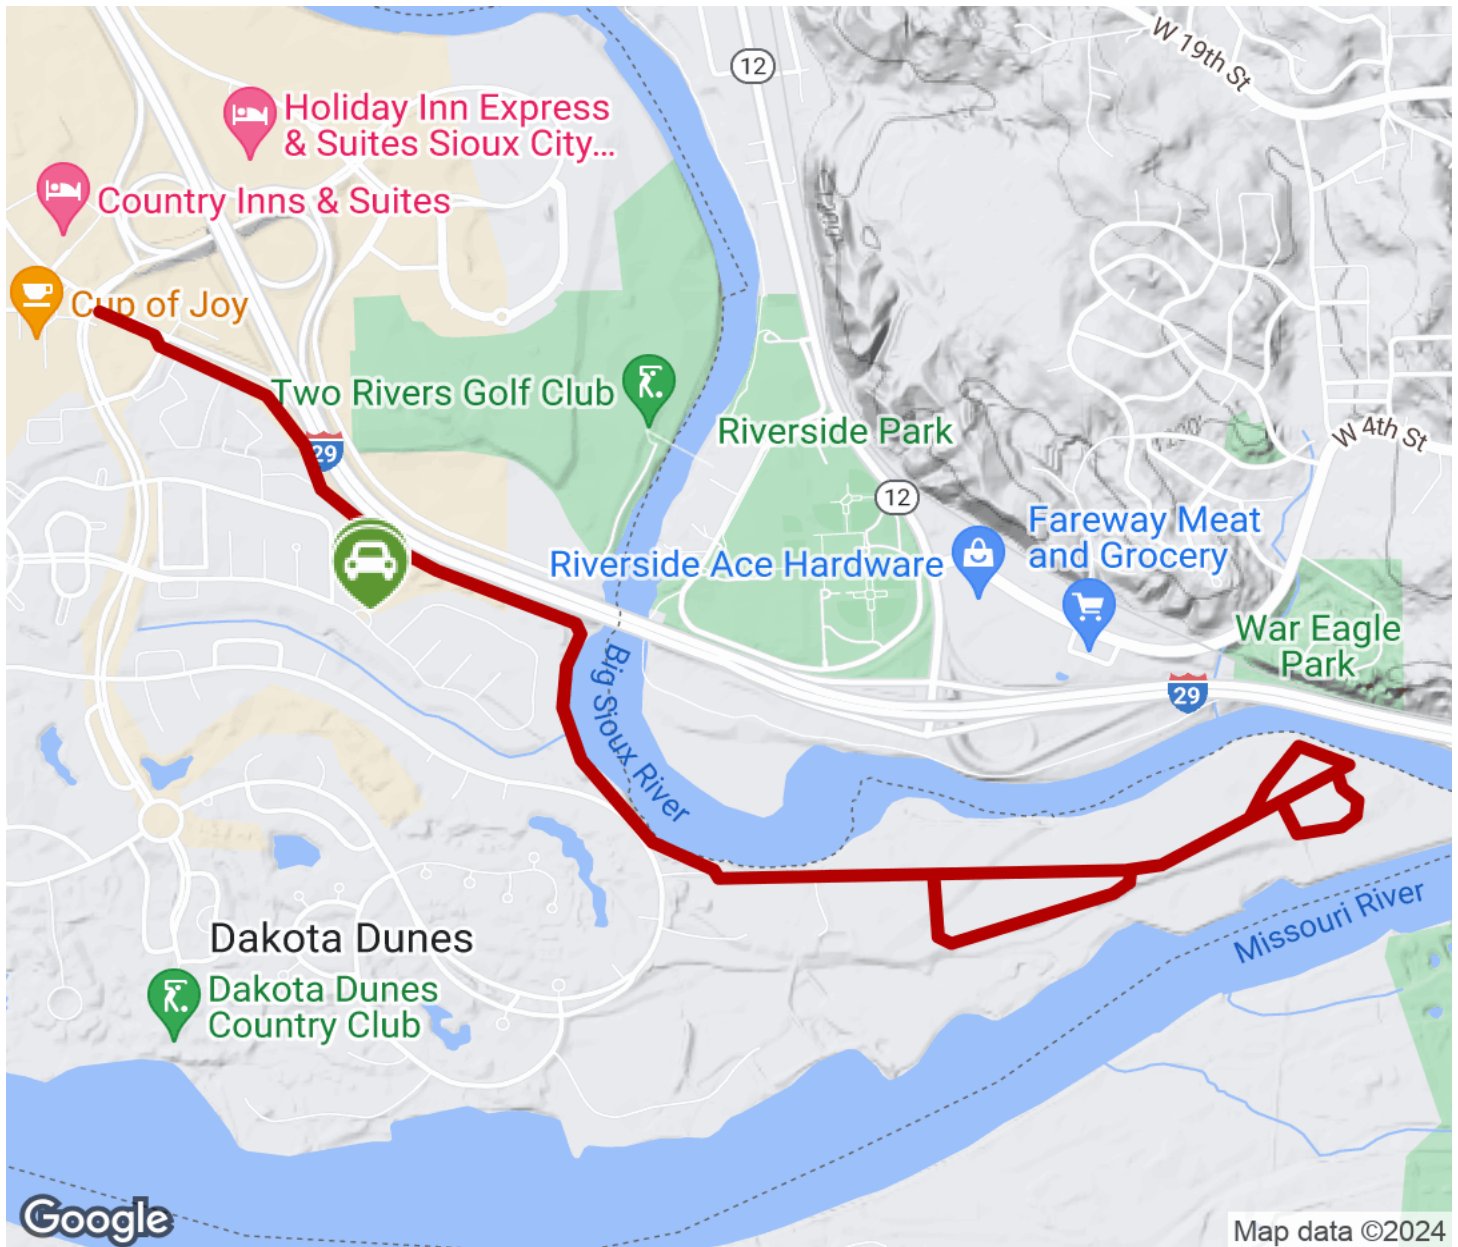 12
W 19th St
Holiday Inn Express
& Suites Sioux City...
Country Inns & Suites
Cup of Joy
Two Rivers Golf Club
29
Riverside Park
W 4th St
12
Fareway Meat
and Grocery
Riverside Ace Hardware
War Eagle
Park
29
Big Sioux River
Missouri River
Dakota Dunes
Dakota Dunes
Country Club
Google
Map data ©2024